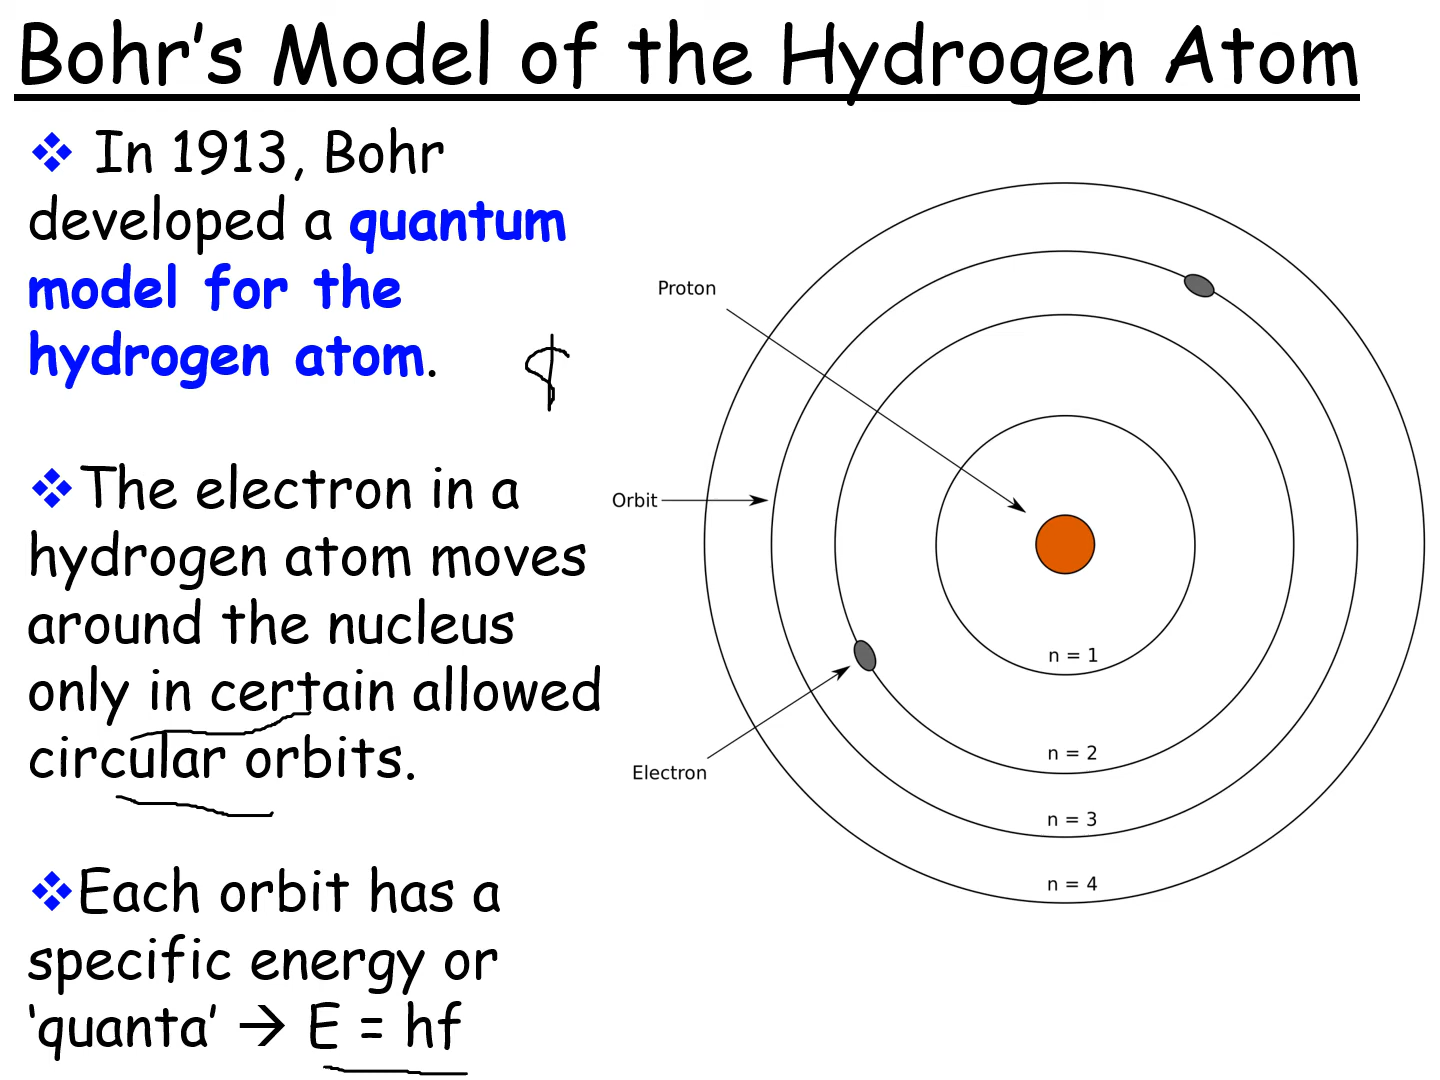 Bohr’s Model of the Hydrogen Atom
❖ In 1913, Bohr
developed a quantum
model for the
hydrogen atom.
❖The electron in a
hydrogen atom moves
around the nucleus
only in certain allowed
circular orbits.
❖Each orbit has a
specific energy or
‘quanta’ → E = hf
Proton
Orbit
Electron
n = 1
n = 2
n = 3
n = 4